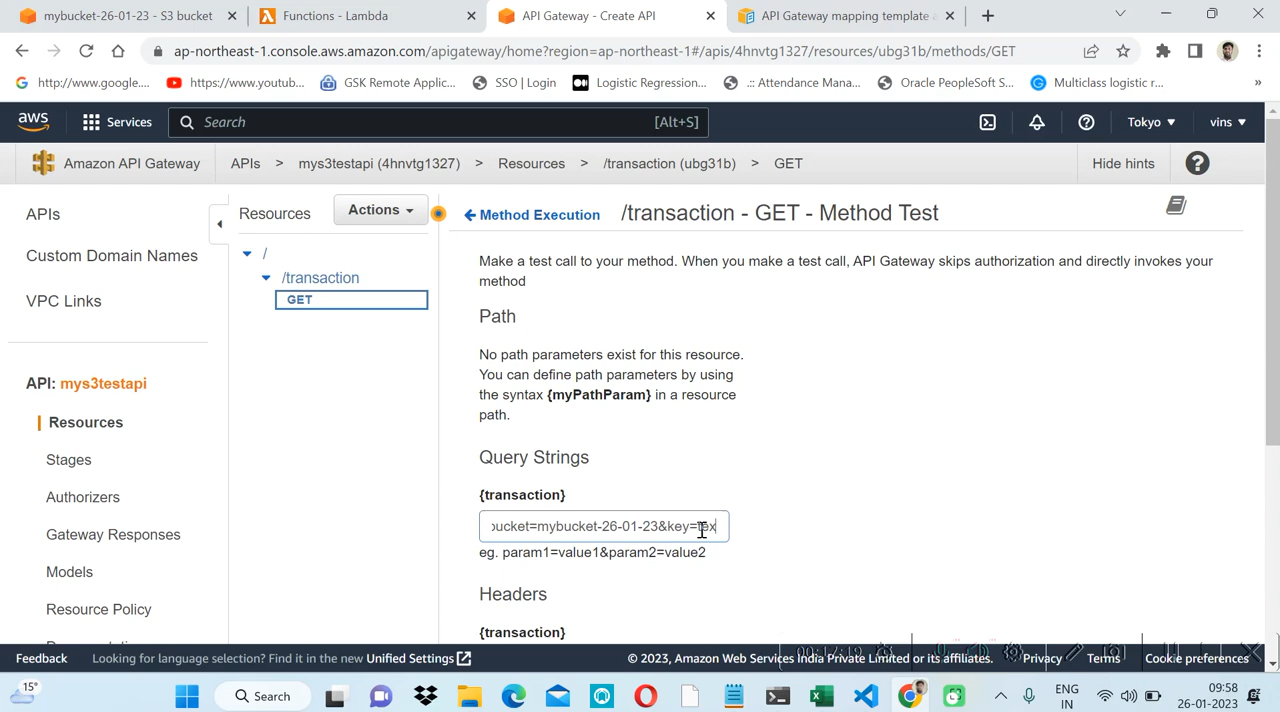 mybucket-26-01-23 - S3 bucket
Functions - Lambda
API Gateway - Create API
API Gateway mapping template a
ap-northeast-1.console.aws.amazon.com/apigateway/home?region=ap-northeast-1#/apis/4hnvtg1327/resources/ubg31b/methods/GET
http://www.google.... https://www.youtub... GSK Remote Applic... SSO | Login Logistic Regression... .:: Attendance Mana... Oracle PeopleSoft S... Multiclass logistic r... »
aws Services Search [Alt+S] Tokyo vins
Amazon API Gateway APIs > mys3testapi (4hnvtg1327) > Resources > /transaction (ubg31b) > GET Hide hints ?
APIs
Custom Domain Names
VPC Links
API: mys3testapi
Resources
Stages
Authorizers
Gateway Responses
Models
Resource Policy
Resources Actions
/
/transaction
GET
Method Execution /transaction - GET - Method Test
Make a test call to your method. When you make a test call, API Gateway skips authorization and directly invokes your
method
Path
No path parameters exist for this resource.
You can define path parameters by using
the syntax {myPathParam} in a resource
path.
Query Strings
{transaction}
bucket=mybucket-26-01-23&key=tex
eg. param1=value1&param2=value2
Headers
{transaction}
Feedback Looking for language selection? Find it in the new Unified Settings © 2023, Amazon Web Services India Private Limited or its affiliates. Privacy Terms Cookie preferences
15°
Search
ENG
IN
09:58
26-01-2023